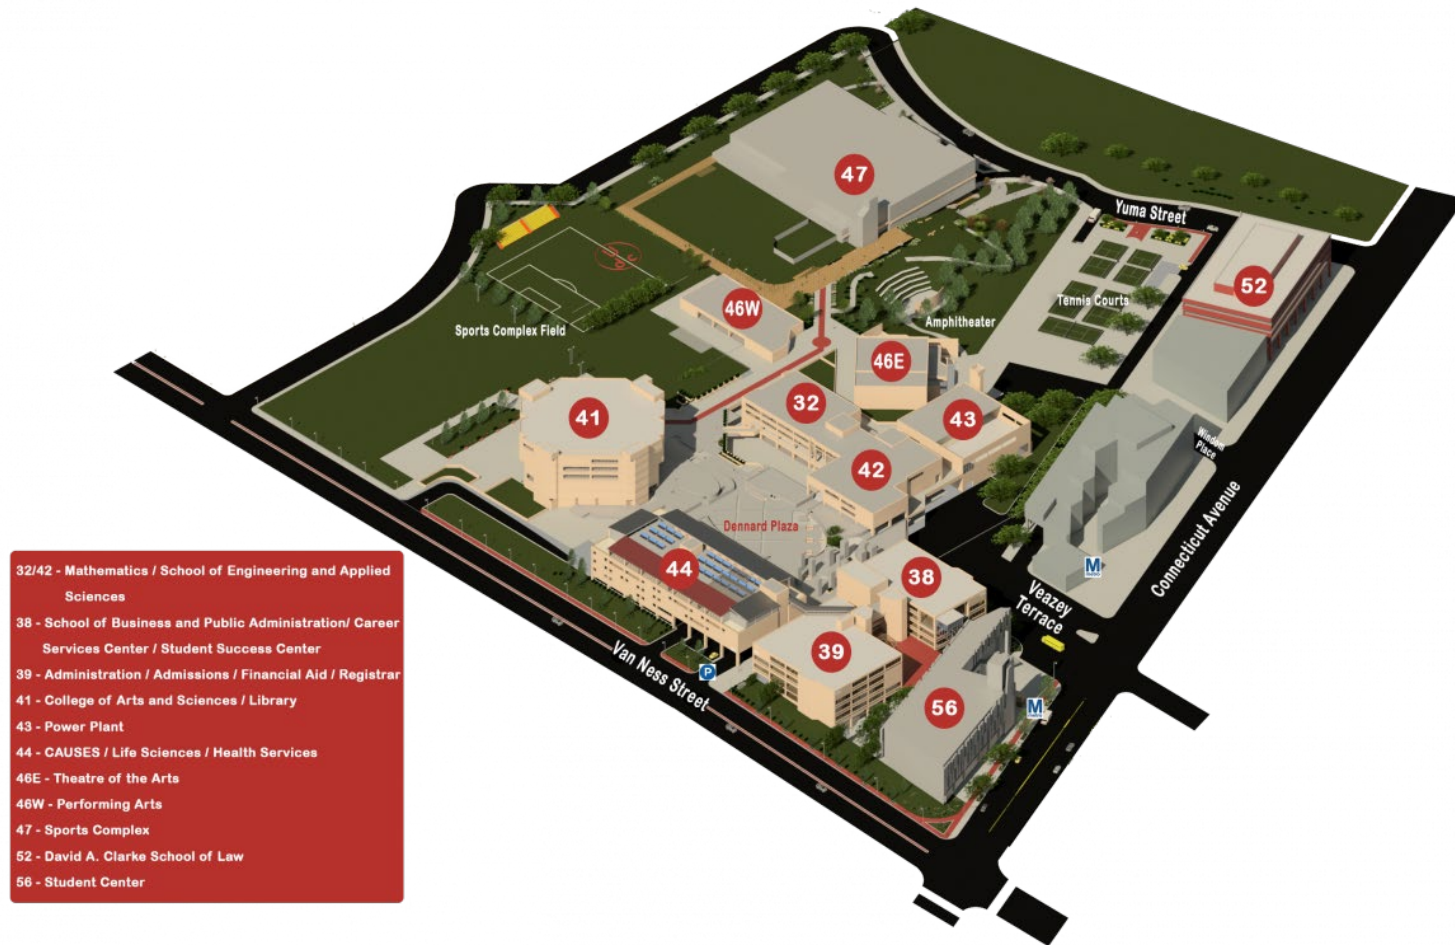 47
Yuma Street
52
Tennis Courts
46W
Amphitheater
Sports Complex Field
46E
32
43
41
Windom
Place
42
Connecticut Avenue
Dennard Plaza
M
metro
44
38
Veazey
Terrace
39
Van Ness Street
P
56
M
metro
32/42 - Mathematics / School of Engineering and Applied
Sciences
38 - School of Business and Public Administration/ Career
Services Center / Student Success Center
39 - Administration / Admissions / Financial Aid / Registrar
41 - College of Arts and Sciences / Library
43 - Power Plant
44 - CAUSES / Life Sciences / Health Services
46E - Theatre of the Arts
46W - Performing Arts
47 - Sports Complex
52 - David A. Clarke School of Law
56 - Student Center